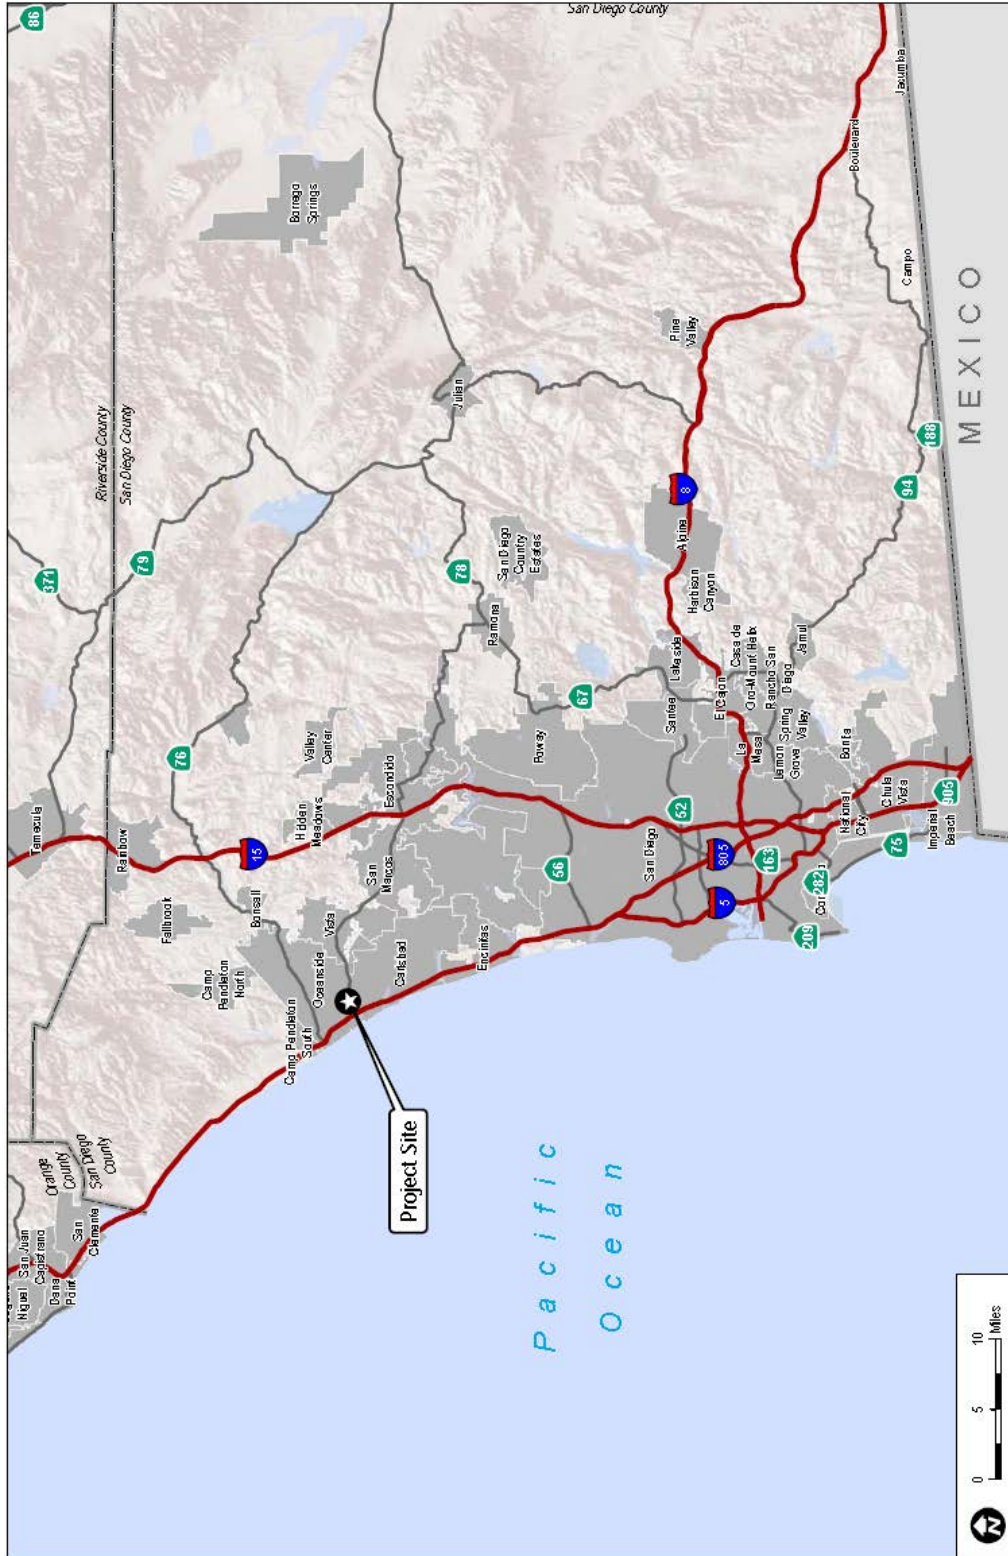 86
San Diego County
371
79
Riverside County
San Diego County
Borrego
Springs
Temecula
Rainbow
76
Fallbrook
15
Bonsall
Valley
Center
Hidden
Meadows
Camp
Pendleton
North
Orange
County
San Diego
County
San Juan
Capistrano
Niguel
Dana
Point
San
Clemente
Camp Pendleton
South
Oceanside
Vista
San
Marcos
Escondido
Carlsbad
Encinitas
Project Site
Julian
78
Ramona
San Diego
Country
Estates
67
Poway
56
Pacific
Ocean
San Diego
52
805
5
163
Santee
Lakeside
El Cajon
La
Mesa
Casa de
Oro-Mount Helix
Rancho San
Diego
Spring
Valley
Lemon
Grove
Harbison
Canyon
Alpine
8
Pine
Valley
Jamul
209
282
75
National
City
Bonita
Chula
Vista
Imperial
Beach
905
94
188
Campo
Boulevard
Jacumba
MEXICO
N
0 5 10
Miles